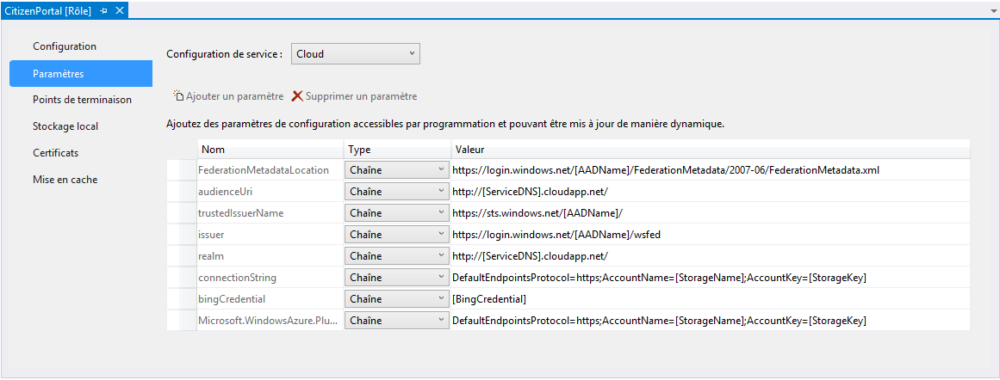 CitizenPortal [Rôle]
Configuration
Paramètres
Points de terminaison
Stockage local
Certificats
Mise en cache
Configuration de service : Cloud
Ajouter un paramètre Supprimer un paramètre
Ajoutez des paramètres de configuration accessibles par programmation et pouvant être mis à jour de manière dynamique.
Nom Type Valeur
FederationMetadataLocation Chaîne https://login.windows.net/[AADName]/FederationMetadata/2007-06/FederationMetadata.xml
audienceUri Chaîne http://[ServiceDNS].cloudapp.net/
trustedIssuerName Chaîne https://sts.windows.net/[AADName]/
issuer Chaîne https://login.windows.net/[AADName]/wsfed
realm Chaîne http://[ServiceDNS].cloudapp.net/
connectionString Chaîne DefaultEndpointsProtocol=https;AccountName=[StorageName];AccountKey=[StorageKey]
bingCredential Chaîne [BingCredential]
Microsoft.WindowsAzure.Plu... Chaîne DefaultEndpointsProtocol=https;AccountName=[StorageName];AccountKey=[StorageKey]